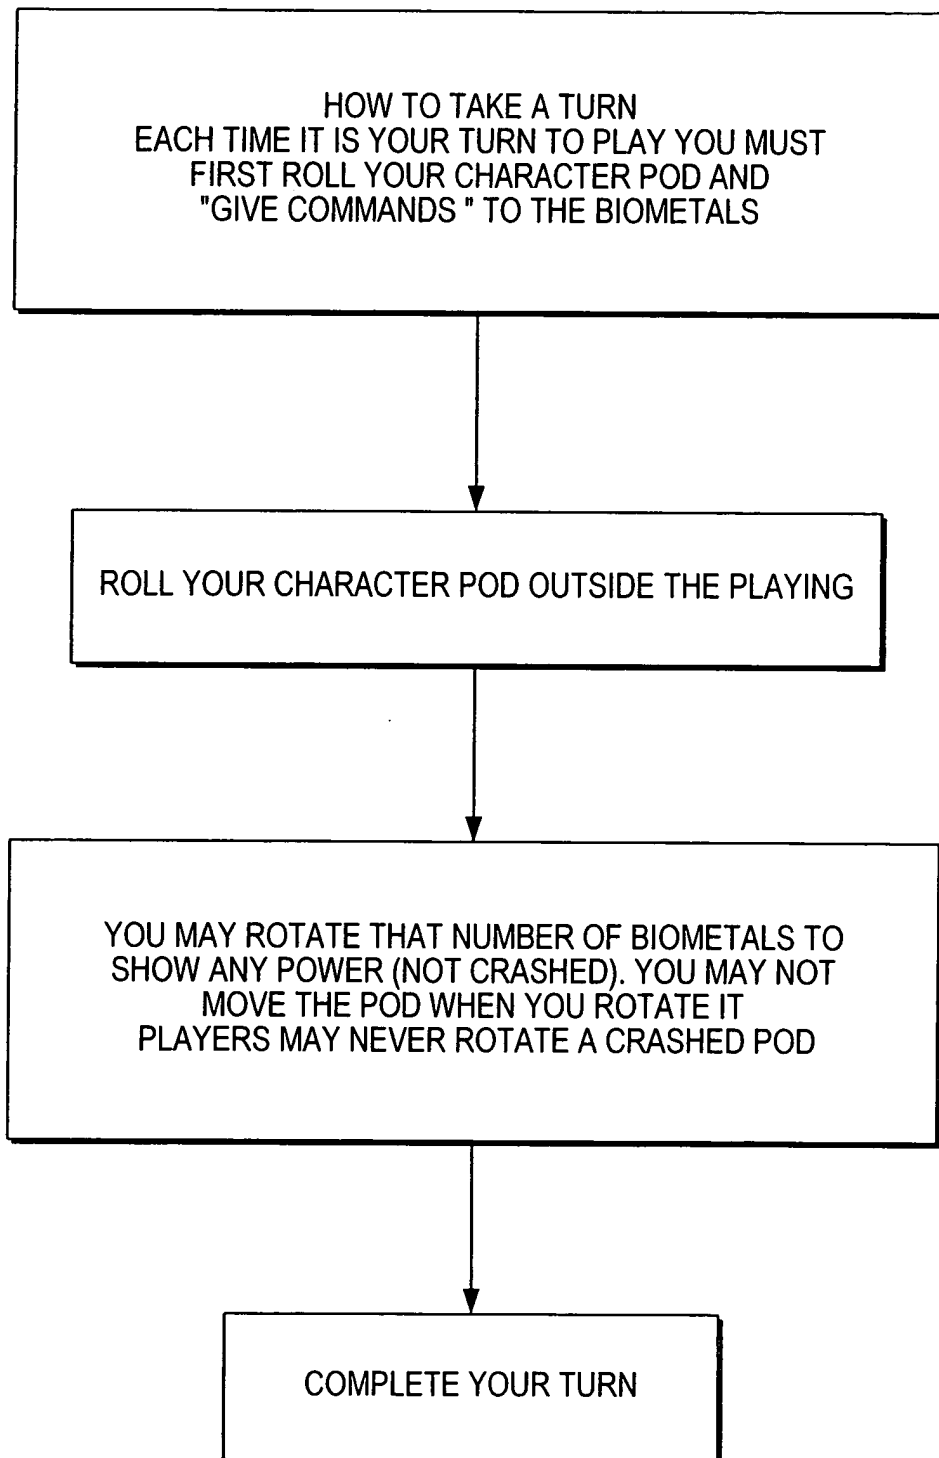 HOW TO TAKE A TURN
EACH TIME IT IS YOUR TURN TO PLAY YOU MUST
FIRST ROLL YOUR CHARACTER POD AND
"GIVE COMMANDS " TO THE BIOMETALS
ROLL YOUR CHARACTER POD OUTSIDE THE PLAYING
YOU MAY ROTATE THAT NUMBER OF BIOMETALS TO
SHOW ANY POWER (NOT CRASHED). YOU MAY NOT
MOVE THE POD WHEN YOU ROTATE IT
PLAYERS MAY NEVER ROTATE A CRASHED POD
COMPLETE YOUR TURN